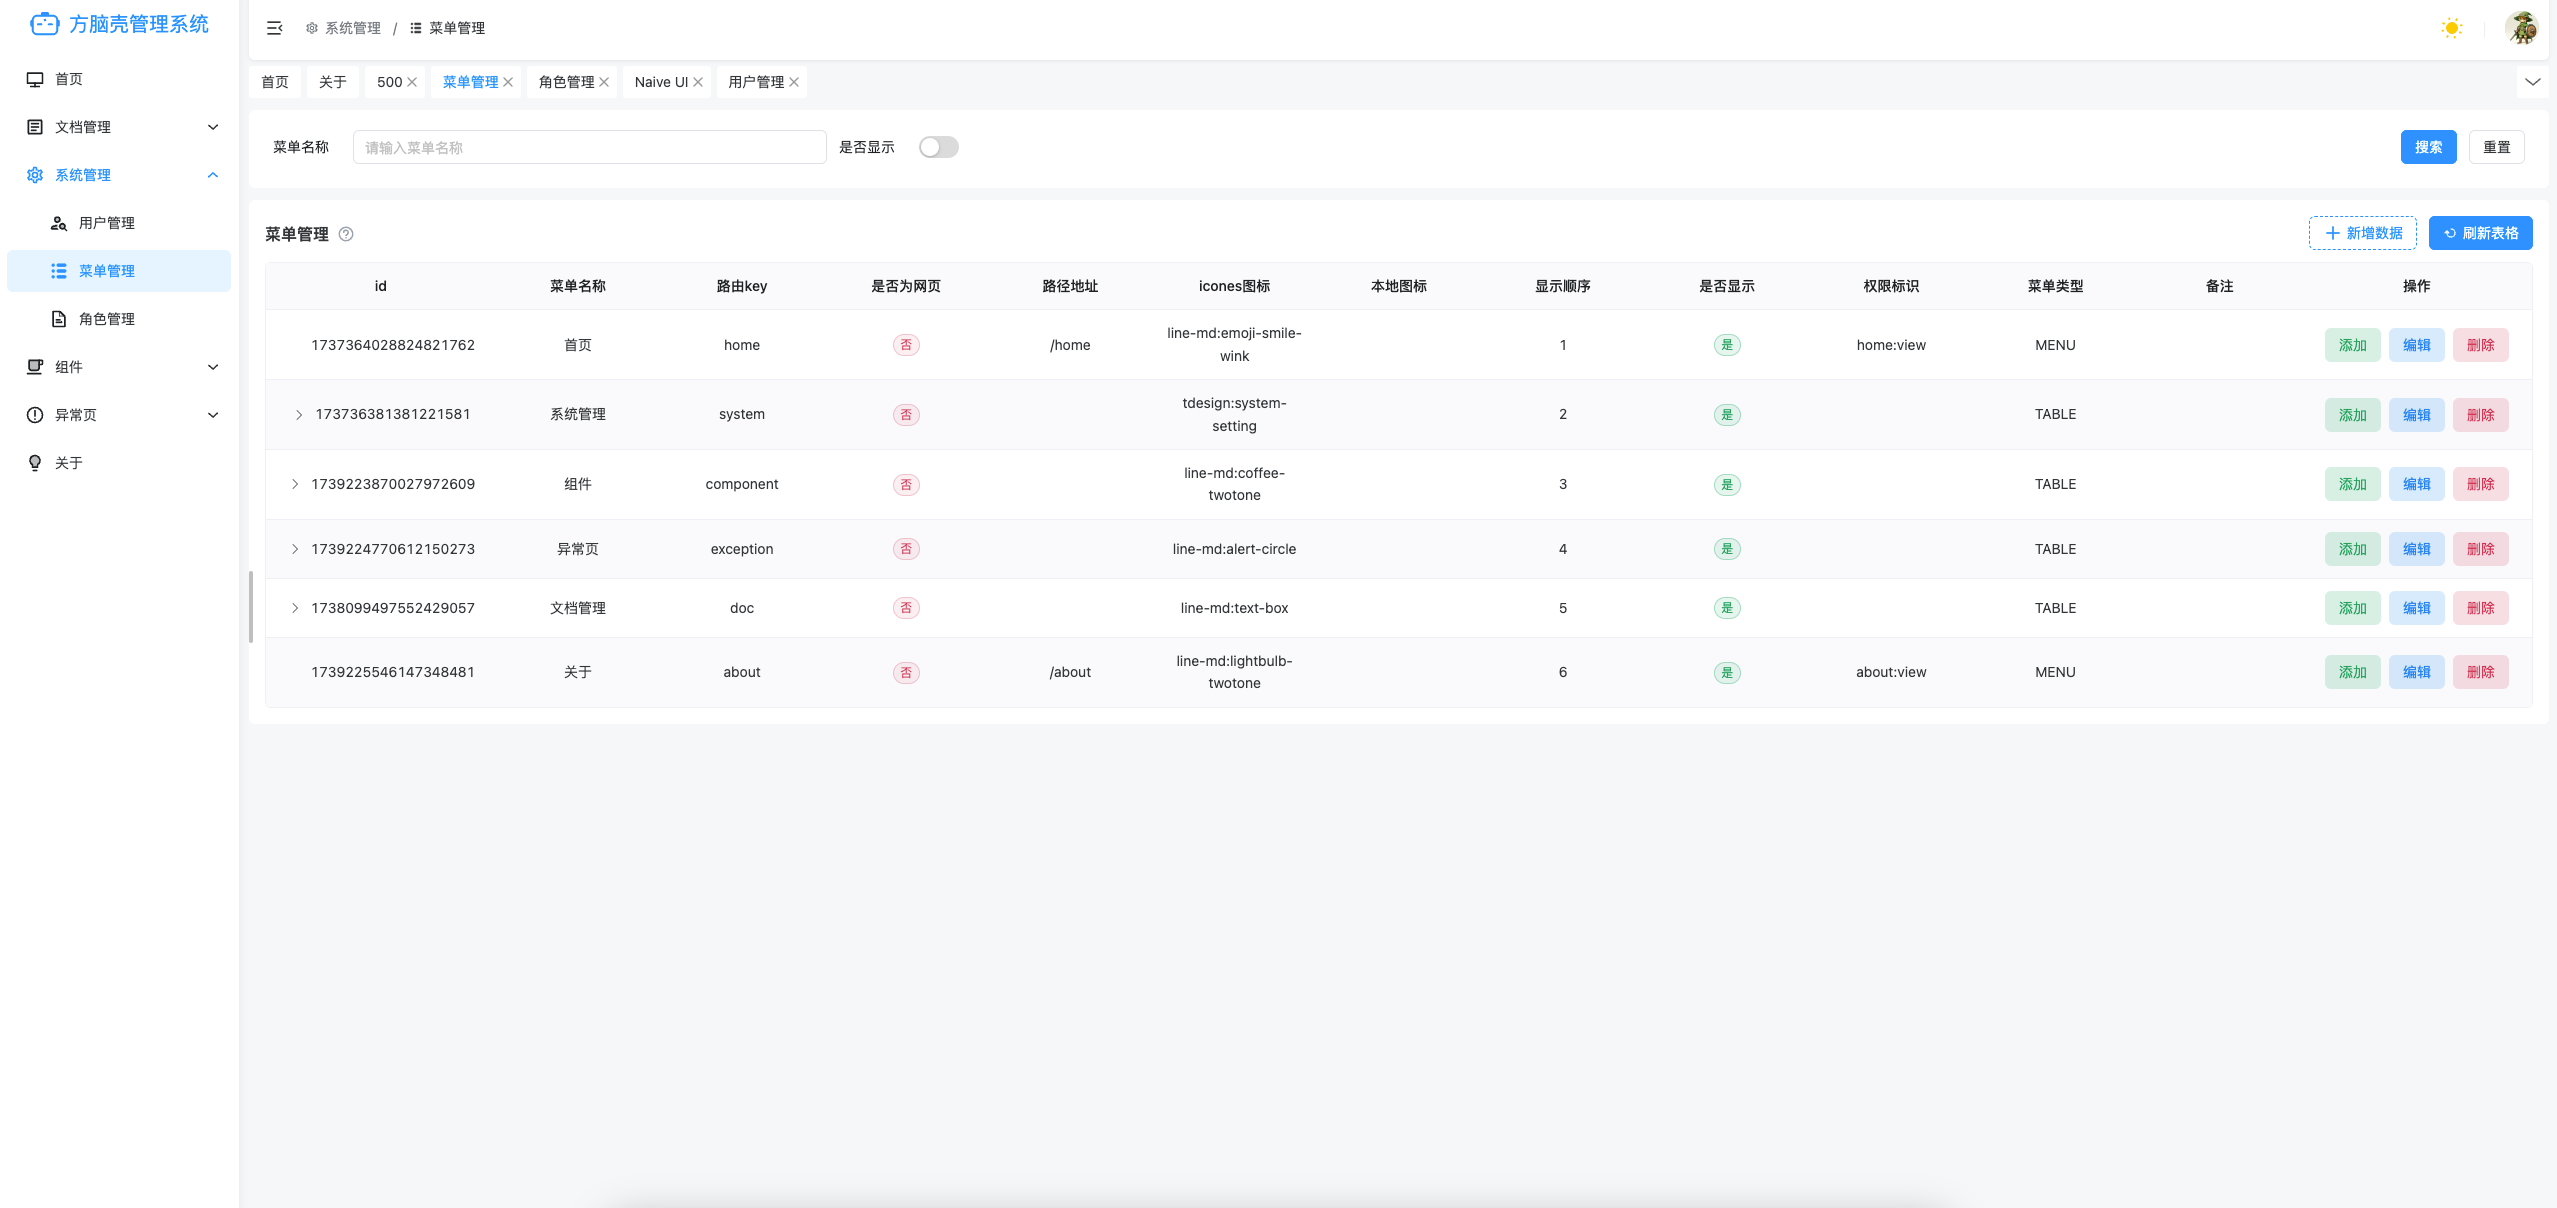 方脑壳管理系统
首页
文档管理
系统管理
用户管理
菜单管理
角色管理
组件
异常页
关于
系统管理 / 菜单管理
首页 关于 500 菜单管理 角色管理 Naive UI 用户管理
菜单名称 请输入菜单名称 是否显示 搜索 重置
菜单管理 新增数据 刷新表格
id 菜单名称 路由key 是否为网页 路径地址 icones图标 本地图标 显示顺序 是否显示 权限标识 菜单类型 备注 操作
1737364028824821762 首页 home 否 /home line-md:emoji-smile-wink 1 是 home:view MENU 添加 编辑 删除
173736381381221581 系统管理 system 否 tdesign:system-setting 2 是 TABLE 添加 编辑 删除
1739223870027972609 组件 component 否 line-md:coffee-twotone 3 是 TABLE 添加 编辑 删除
1739224770612150273 异常页 exception 否 line-md:alert-circle 4 是 TABLE 添加 编辑 删除
1738099497552429057 文档管理 doc 否 line-md:text-box 5 是 TABLE 添加 编辑 删除
1739225546147348481 关于 about 否 /about line-md:lightbulb-twotone 6 是 about:view MENU 添加 编辑 删除